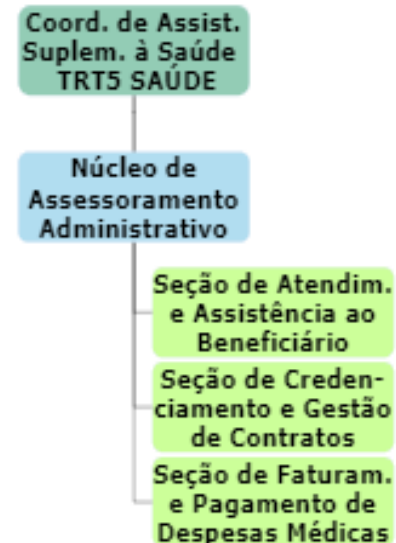 Coord. de Assist.
Suplem. à Saúde
TRT5 SAÚDE
Núcleo de
Assessoramento
Administrativo
Seção de Atendim.
e Assistência ao
Beneficiário
Seção de Creden-
ciamento e Gestão
de Contratos
Seção de Faturam.
e Pagamento de
Despesas Médicas